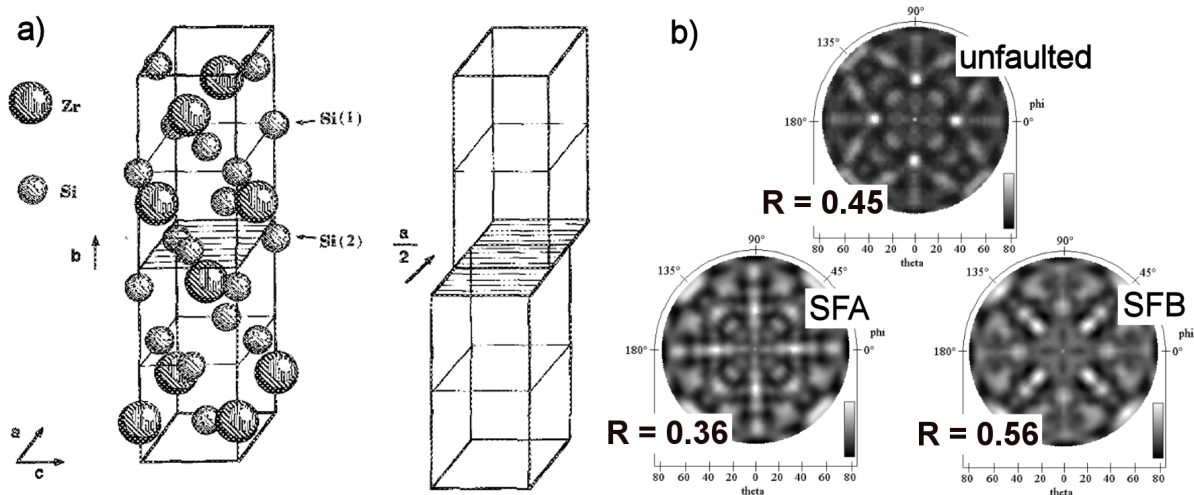 a)
Zr
Si
Si(1)
Si(2)
b
a
c
a
2
b)
unfaulted
90°
135°
180°
phi
0°
R = 0.45
80 60 40 20 0 20 40 60 80
theta
SFA
90°
135°
45°
180°
phi
0°
R = 0.36
80 60 40 20 0 20 40 60 80
theta
SFB
90°
135°
45°
180°
phi
0°
R = 0.56
80 60 40 20 0 20 40 60 80
theta